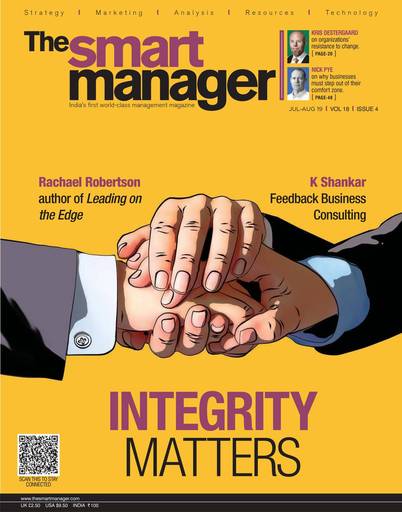 Strategy | Marketing | Analysis | Resources | Technology
The smart
manager
India's first world-class management magazine
KRIS OESTERGAARD
on organizations'
resistance to change.
[ PAGE-20 ]
NICK PYE
on why businesses
must step out of their
comfort zone.
[ PAGE-48 ]
JUL-AUG 19 | VOL 18 | ISSUE 4
Rachael Robertson
author of Leading on
the Edge
K Shankar
Feedback Business
Consulting
INTEGRITY
MATTERS
SCAN THIS TO STAY
CONNECTED
www.thesmartmanager.com
UK £2.50 USA $9.50 INDIA ₹100